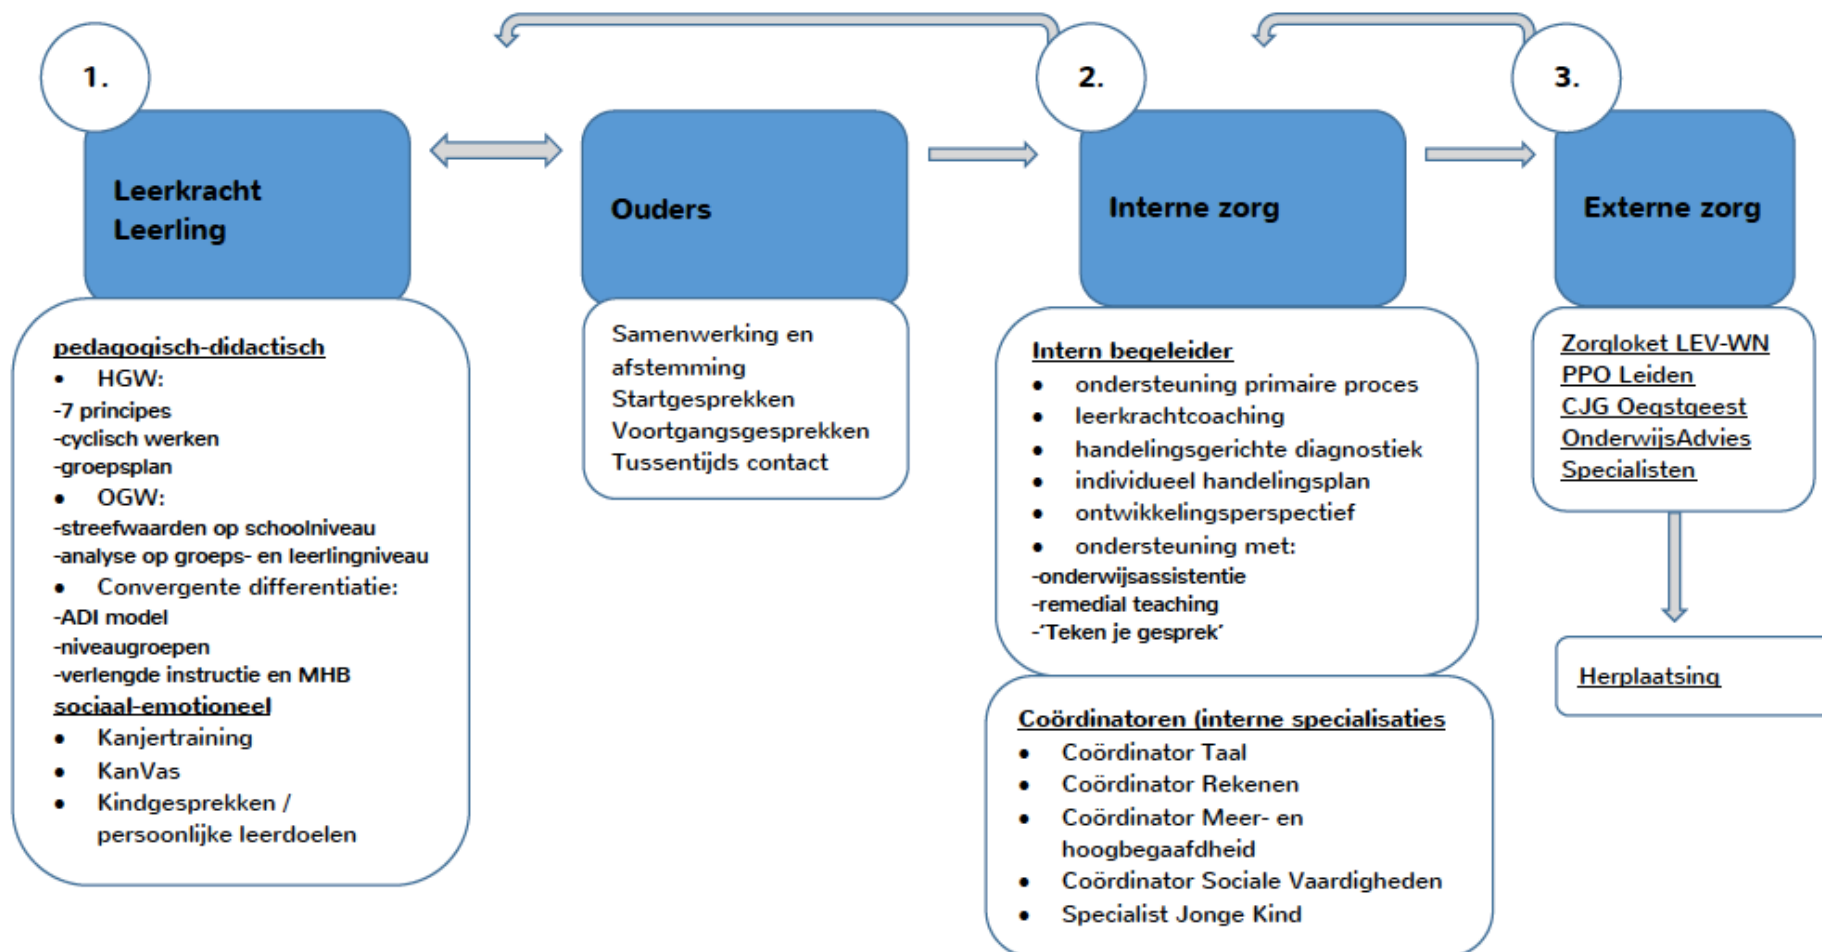 1.
Leerkracht
Leerling
pedagogisch-didactisch
• HGW:
-7 principes
-cyclisch werken
-groepsplan
• OGW:
-streefwaarden op schoolniveau
-analyse op groeps- en leerlingniveau
• Convergente differentiatie:
-ADI model
-niveaugroepen
-verlengde instructie en MHB
sociaal-emotioneel
• Kanjertraining
• KanVas
• Kindgesprekken /
persoonlijke leerdoelen
Ouders
Samenwerking en
afstemming
Startgesprekken
Voortgangsgesprekken
Tussentijds contact
2.
Interne zorg
Intern begeleider
• ondersteuning primaire proces
• leerkrachtcoaching
• handelingsgerichte diagnostiek
• individueel handelingsplan
• ontwikkelingsperspectief
• ondersteuning met:
-onderwijsassistentie
-remedial teaching
-‘Teken je gesprek’
Coördinatoren (interne specialisaties
• Coördinator Taal
• Coördinator Rekenen
• Coördinator Meer- en
hoogbegaafdheid
• Coördinator Sociale Vaardigheden
• Specialist Jonge Kind
3.
Externe zorg
Zorgloket LEV-WN
PPO Leiden
CJG Oegstgeest
OnderwijsAdvies
Specialisten
Herplaatsing